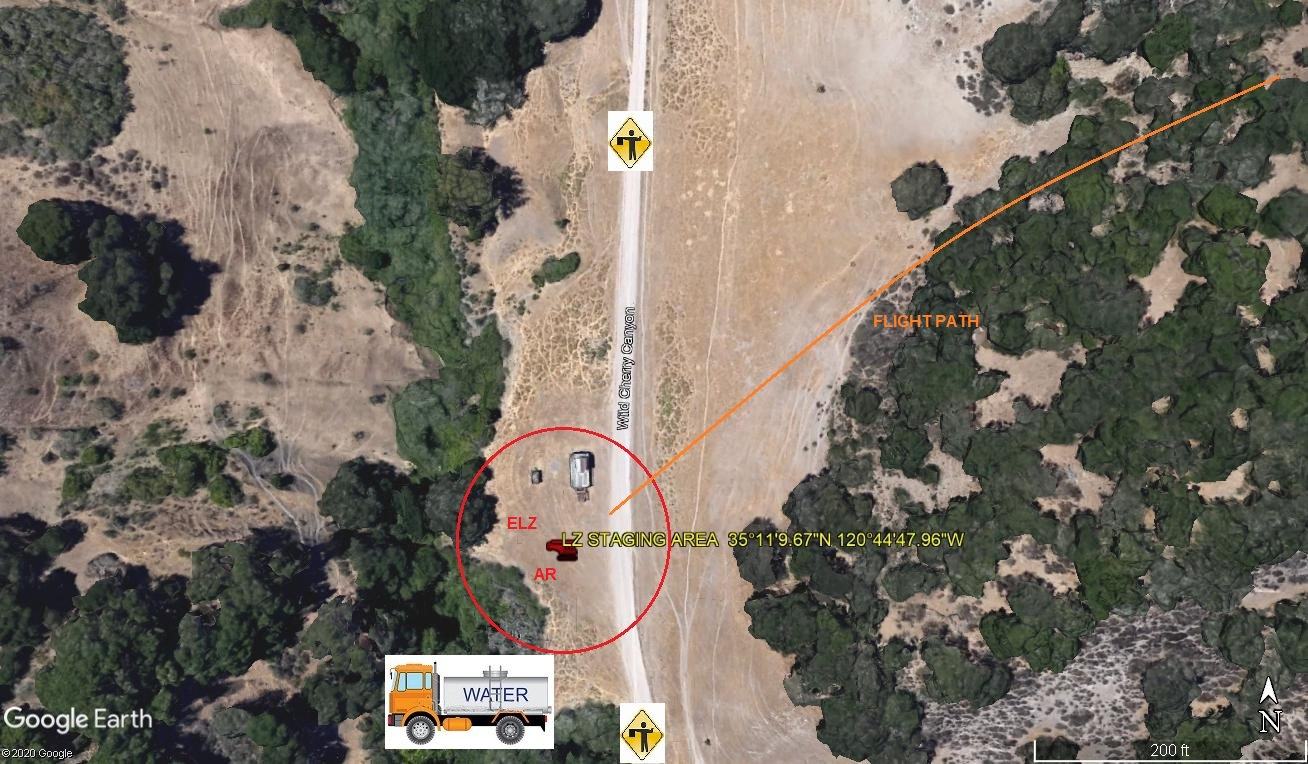 Wild Cherry Canyon
FLIGHT PATH
ELZ
LZ STAGING AREA 35°11'9.67"N 120°44'47.96"W
AR
WATER
Google Earth
©2020 Google
N
200 ft